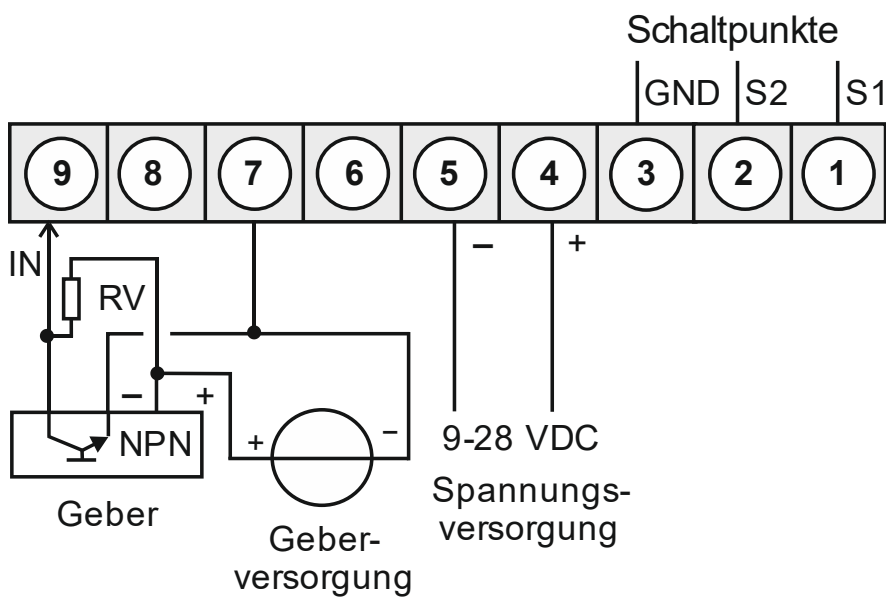 Schaltpunkte
GND S2 S1
9 8 7 6 5 4 3 2 1
– +
IN
RV
– +
NPN
+ –
9-28 VDC
Geber
Spannungs-
versorgung
Geber-
versorgung